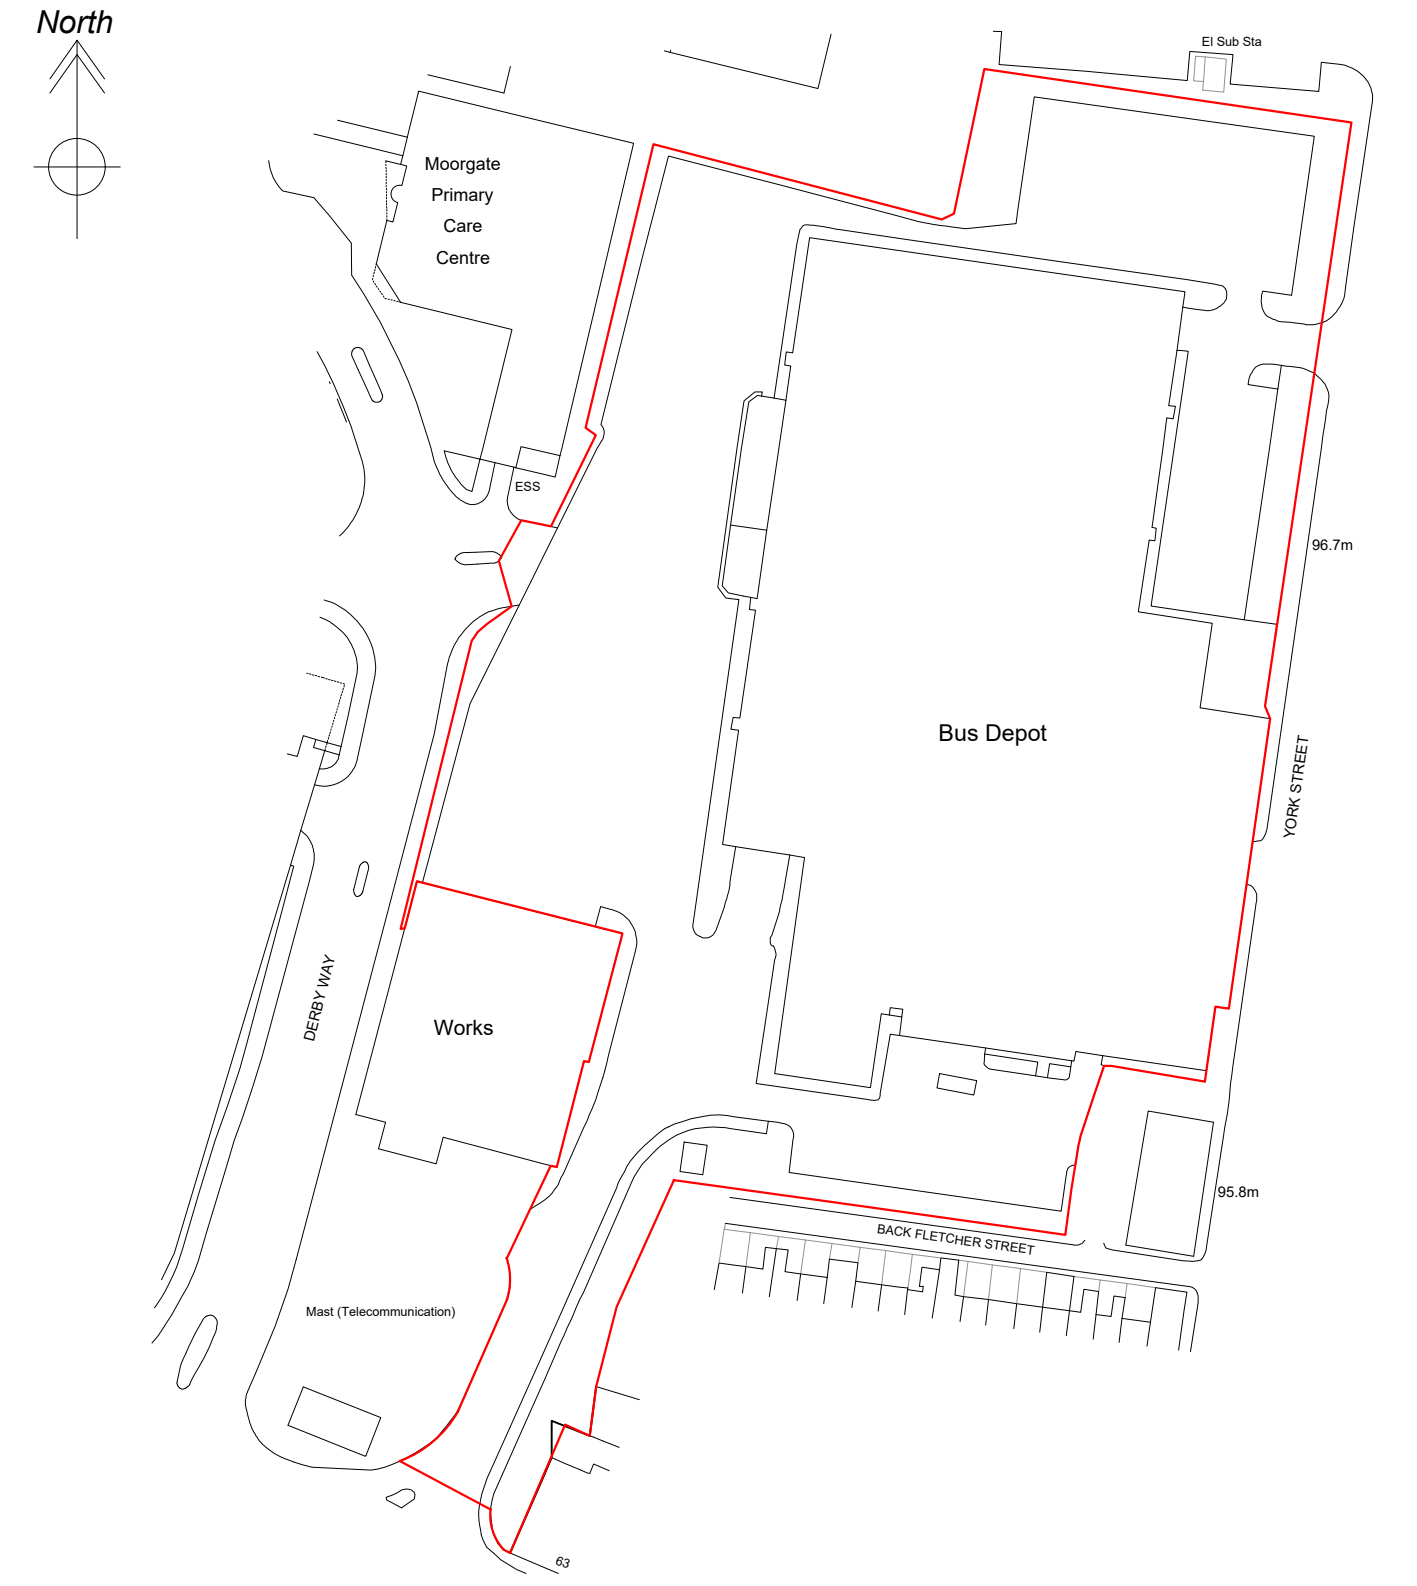 North
El Sub Sta
Moorgate
Primary
Care
Centre
ESS
96.7m
Bus Depot
YORK STREET
DERBY WAY
Works
95.8m
BACK FLETCHER STREET
Mast (Telecommunication)
63